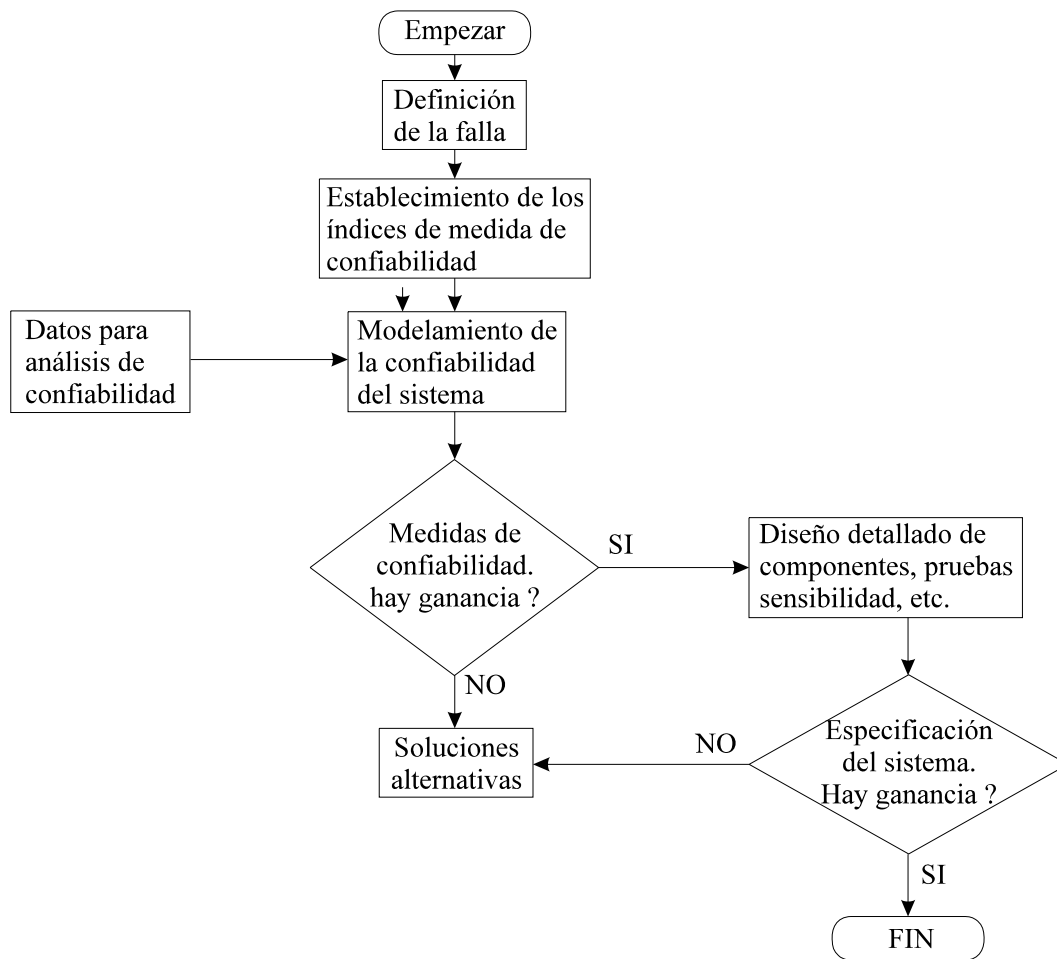 Empezar
Definición
de la falla
Establecimiento de los
índices de medida de
confiabilidad
Datos para
análisis de
confiabilidad
Modelamiento de
la confiabilidad
del sistema
Medidas de
confiabilidad.
hay ganancia ?
SI
Diseño detallado de
componentes, pruebas
sensibilidad, etc.
NO
Soluciones
alternativas
NO
Especificación
del sistema.
Hay ganancia ?
SI
FIN